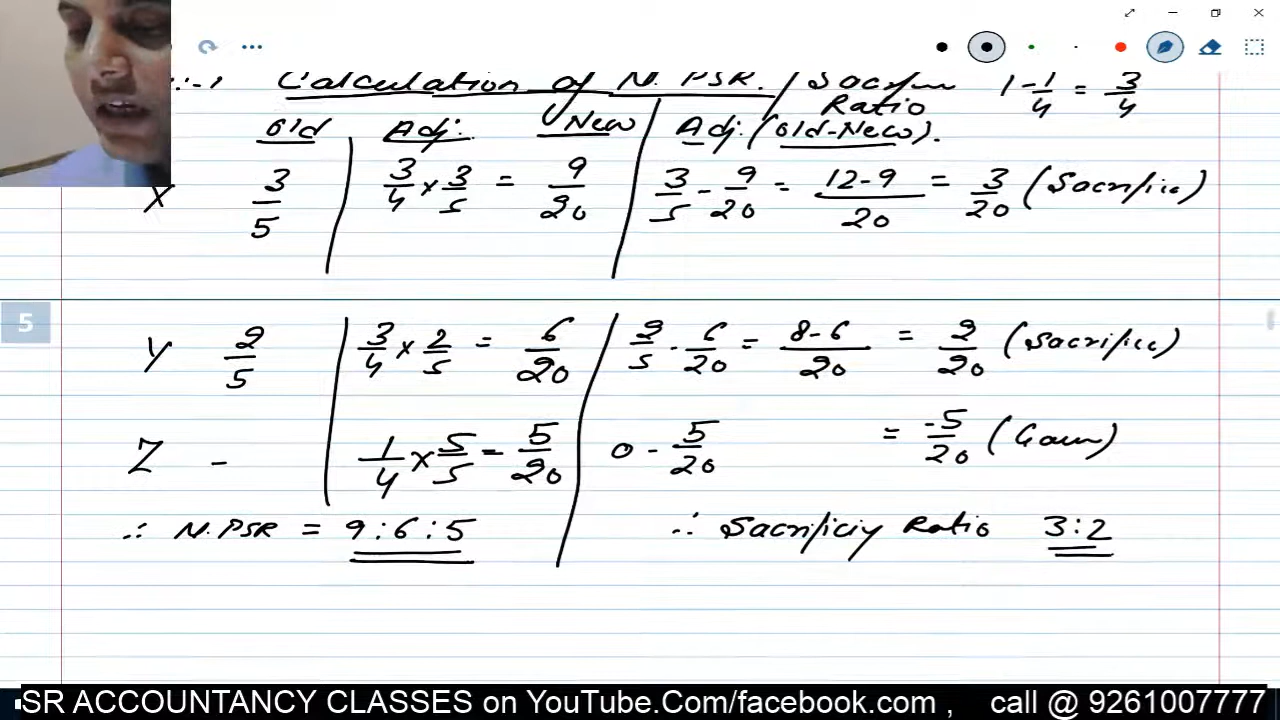 Calculation of N. PSR. / Sacrifice Ratio 1 - 1/4 = 3/4
Old Adj. New Adj. (Old-New).
X 3/5 3/4 × 3/5 = 9/20 3/5 - 9/20 = 12-9/20 = 3/20 (Sacrifice)
5
Y 2/5 3/4 × 2/5 = 6/20 2/5 - 6/20 = 8-6/20 = 2/20 (Sacrifice)
Z - 1/4 × 5/5 = 5/20 0 - 5/20 = -5/20 (Gain)
∴ N.PSR = 9:6:5 ∴ Sacrificiy Ratio 3:2
SR ACCOUNTANCY CLASSES on YouTube.Com/facebook.com , call @ 9261007777